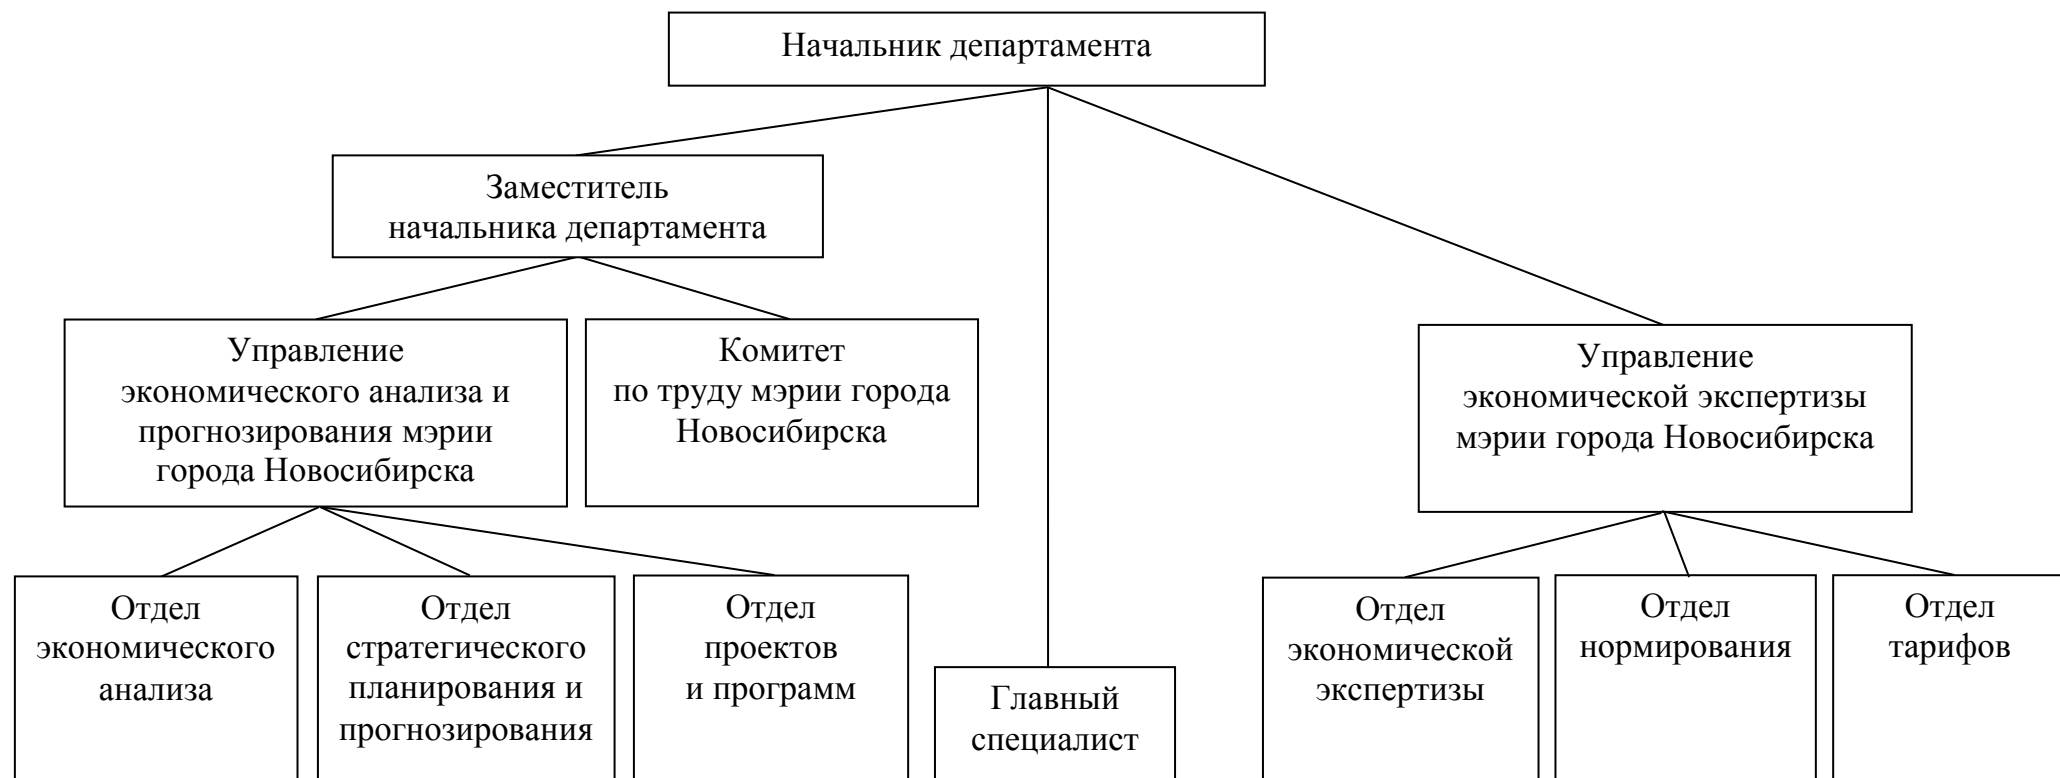 Начальник департамента
Заместитель
начальника департамента
Управление
экономического анализа и
прогнозирования мэрии
города Новосибирска
Комитет
по труду мэрии города
Новосибирска
Управление
экономической экспертизы
мэрии города Новосибирска
Отдел
экономического
анализа
Отдел
стратегического
планирования и
прогнозирования
Отдел
проектов
и программ
Главный
специалист
Отдел
экономической
экспертизы
Отдел
нормирования
Отдел
тарифов